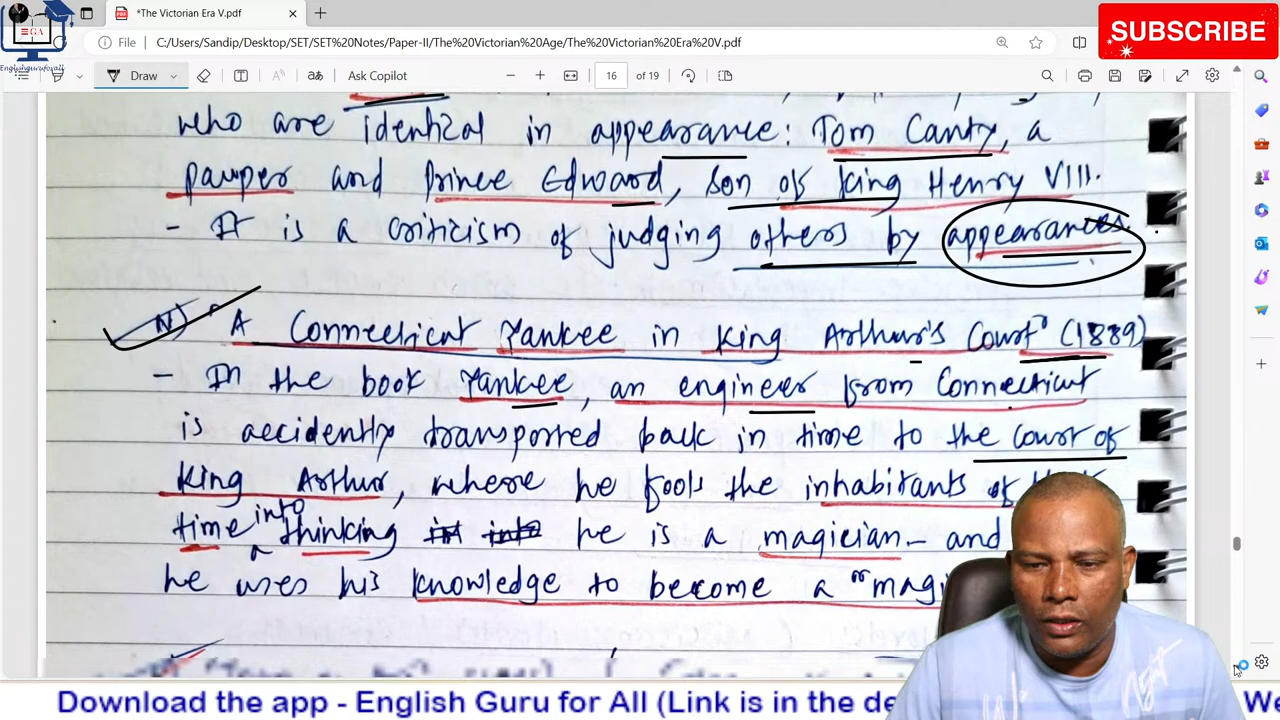 *The Victorian Era V.pdf
SUBSCRIBE
EGA
Englishguruforall
File
C:/Users/Sandip/Desktop/SET/SET%20Notes/Paper-II/The%20Victorian%20Age/The%20Victorian%20Era%20V.pdf
Draw
Ask Copilot
16 of 19
who are identical in appearance: Tom Canty, a
pauper and Prince Edward, son of King Henry VIII.
- It is a criticism of judging others by appearances.
A Connecticut Yankee in King Arthur's Court" (1889)
- In the book Yankee, an engineer from Connecticut
is accidently transported back in time to the court of
King Arthur, where he fools the inhabitants of
time into thinking he is a magician - and
he uses his knowledge to become a "magi
Download the app - English Guru for All (Link is in the de
We